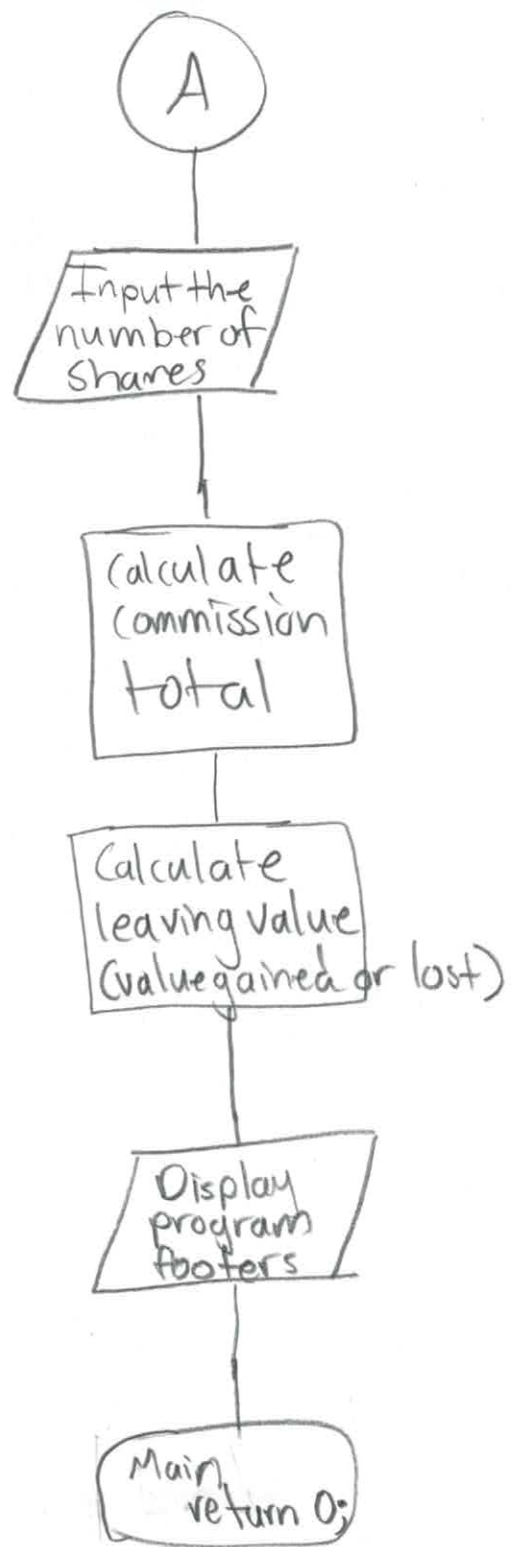 A
Input the
number of
shares
Calculate
Commission
total
Calculate
leaving value
(value gained or lost)
Display
program
footers
Main
return 0;